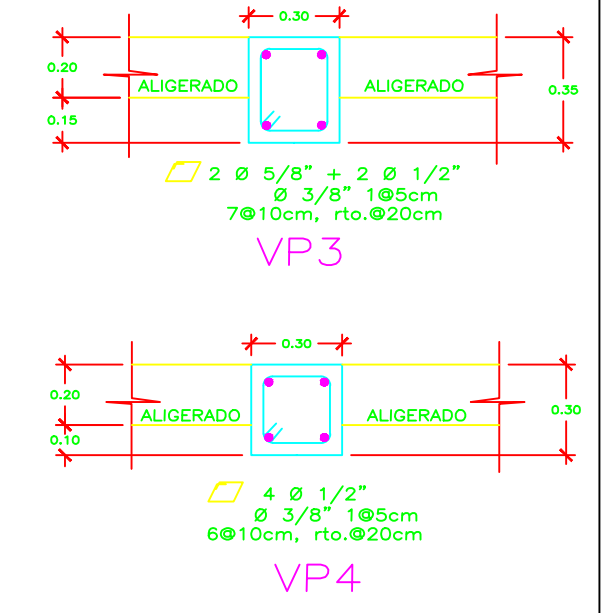 0.30
0.20
ALIGERADO
ALIGERADO
0.35
0.15
2 Ø 5/8" + 2 Ø 1/2"
Ø 3/8" 1@5cm
7@10cm, rto.@20cm
VP3
0.30
0.20
ALIGERADO
ALIGERADO
0.30
0.10
4 Ø 1/2"
Ø 3/8" 1@5cm
6@10cm, rto.@20cm
VP4